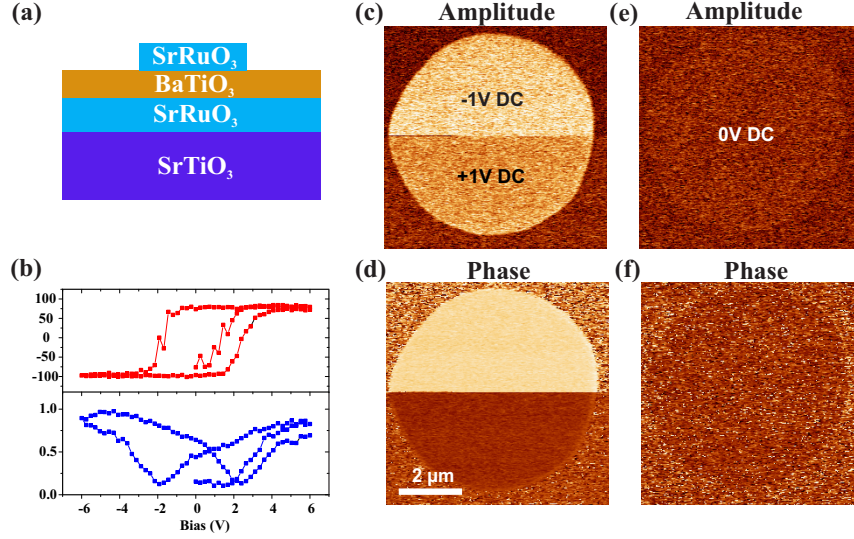 (a)
SrRuO₃
BaTiO₃
SrRuO₃
SrTiO₃
(b)
100
50
0
-50
-100
1.0
0.5
0.0
-6 -4 -2 0 2 4 6
Bias (V)
(c) Amplitude
-1V DC
+1V DC
(d) Phase
2 µm
(e) Amplitude
0V DC
(f) Phase